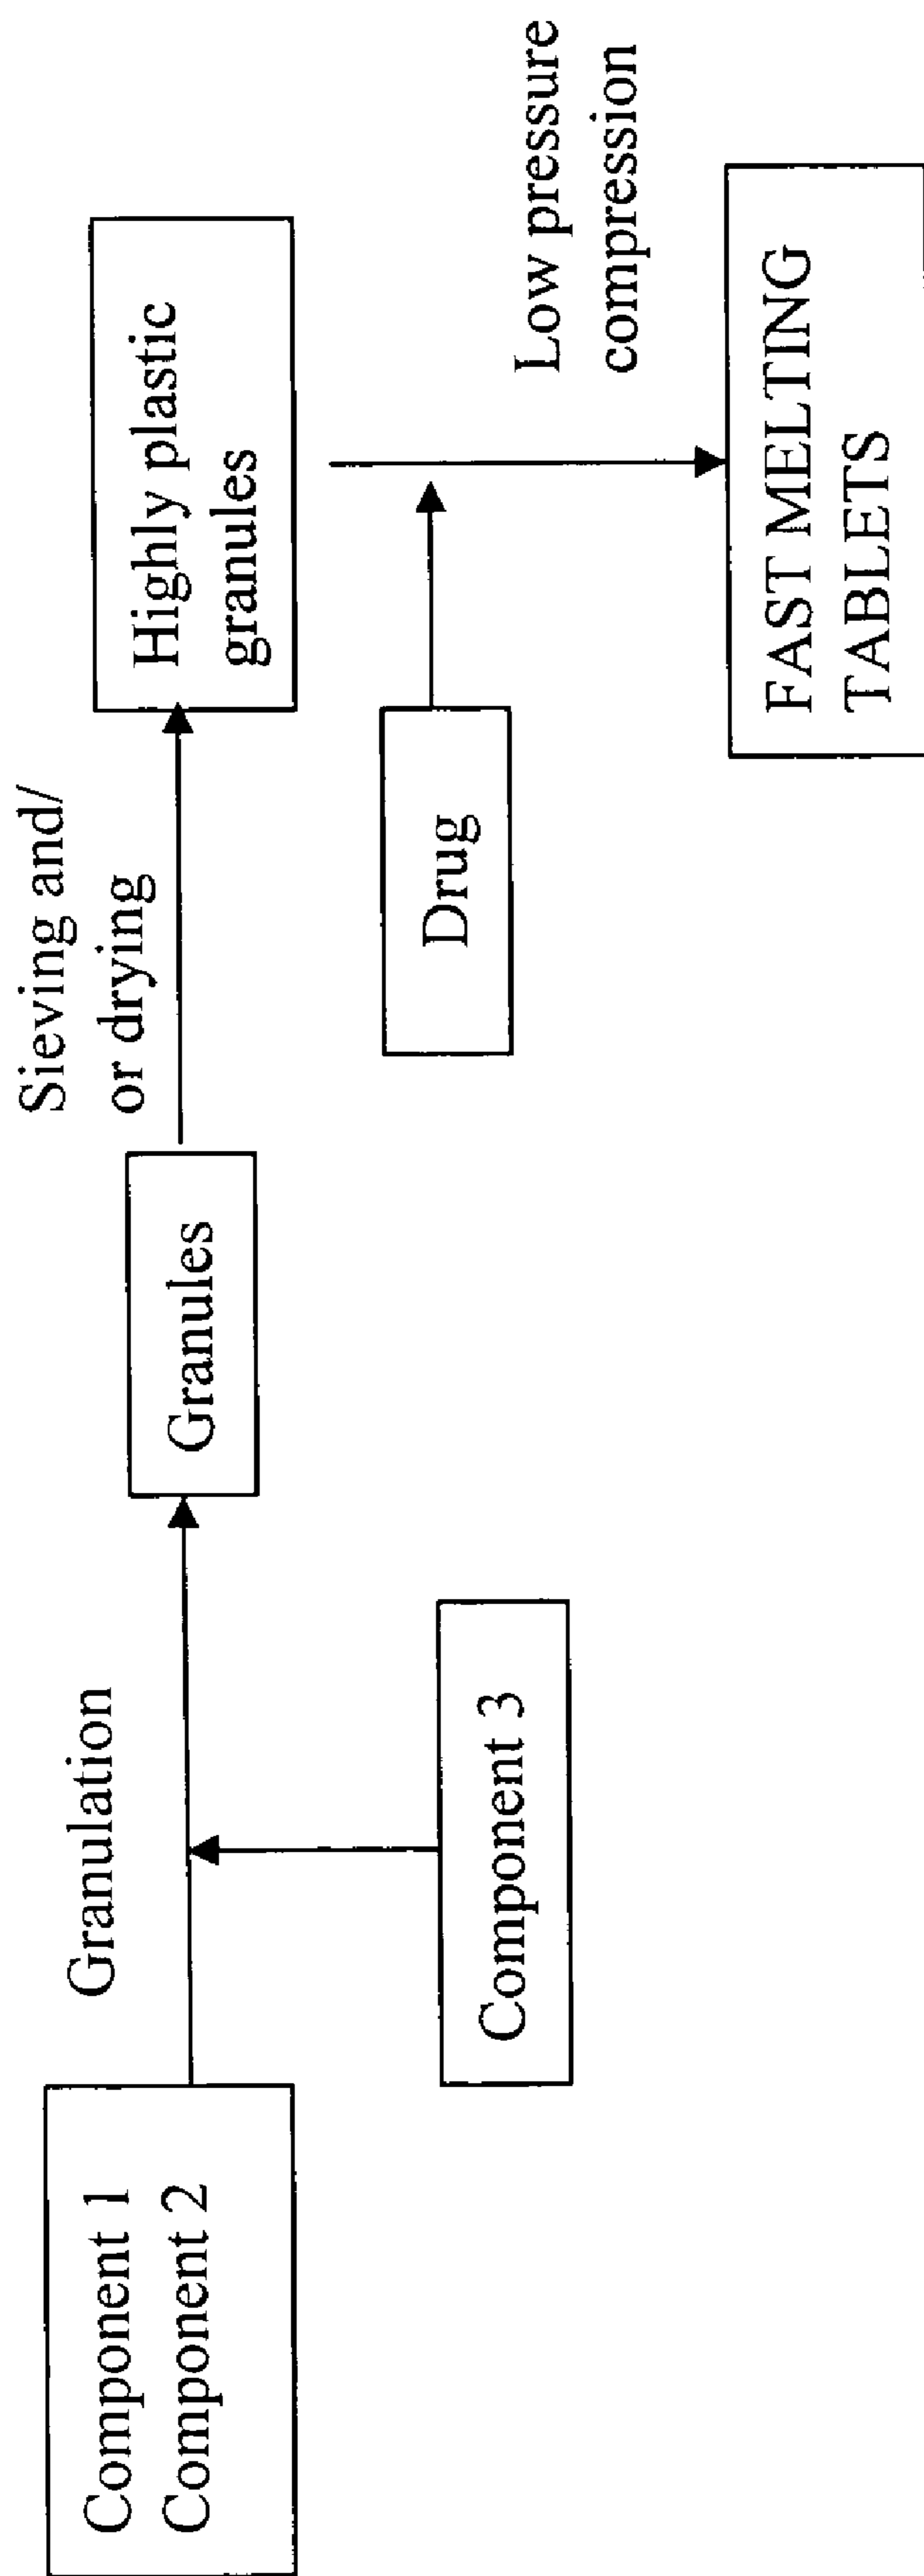 Component 1
Component 2
Granulation
Component 3
Granules
Sieving and/
or drying
Highly plastic
granules
Drug
Low pressure
compression
FAST MELTING
TABLETS